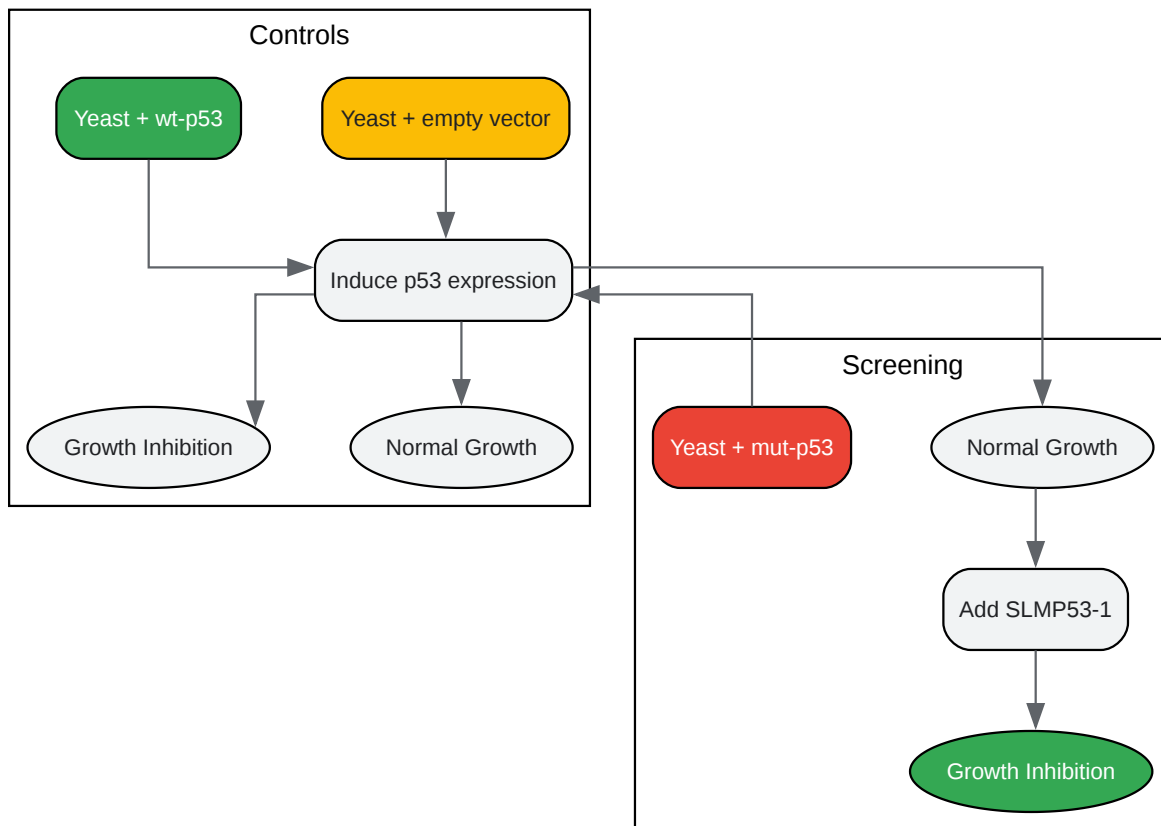 Controls
Yeast + wt-p53
Yeast + empty vector
Induce p53 expression
Growth Inhibition
Normal Growth
Screening
Yeast + mut-p53
Normal Growth
Add SLMP53-1
Growth Inhibition